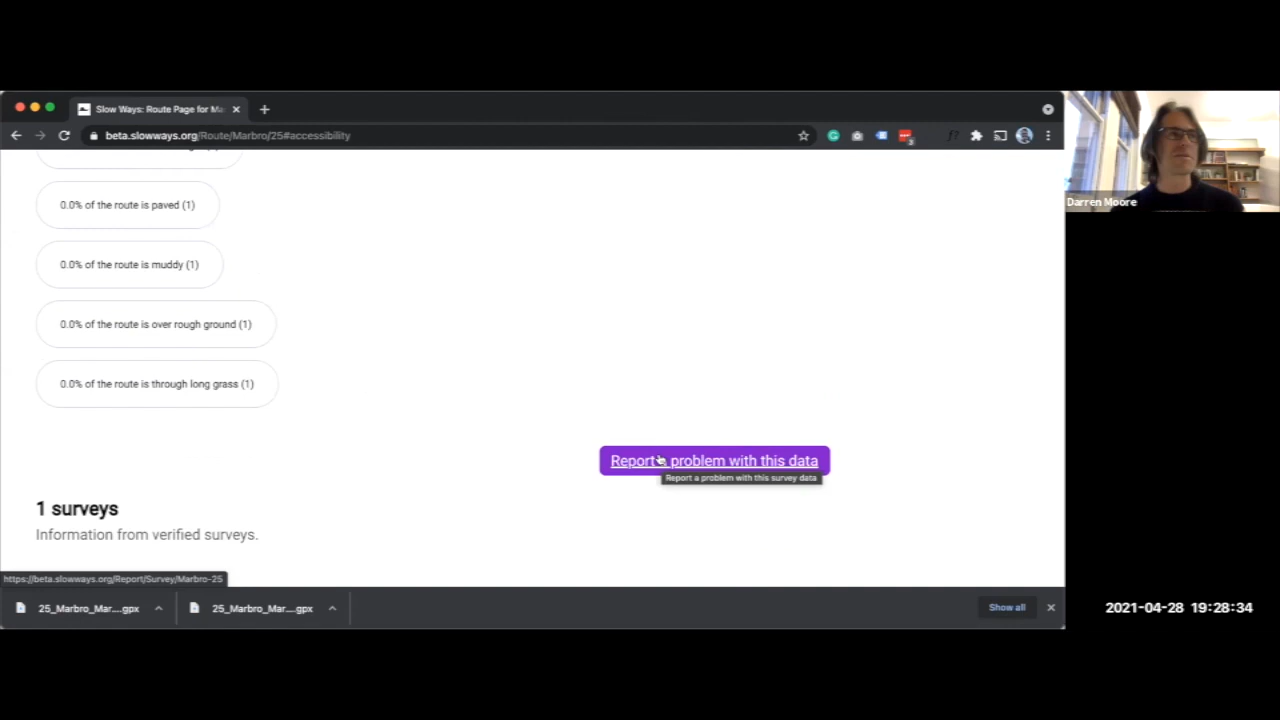 Slow Ways: Route Page for Ma
beta.slowways.org/Route/Marbro/25#accessibility
Darren Moore
0.0% of the route is paved (1)
0.0% of the route is muddy (1)
0.0% of the route is over rough ground (1)
0.0% of the route is through long grass (1)
Report a problem with this data
Report a problem with this survey data
1 surveys
Information from verified surveys.
https://beta.slowways.org/Report/Survey/Marbro-25
25_Marbro_Mar....gpx
25_Marbro_Mar....gpx
Show all
2021-04-28 19:28:34